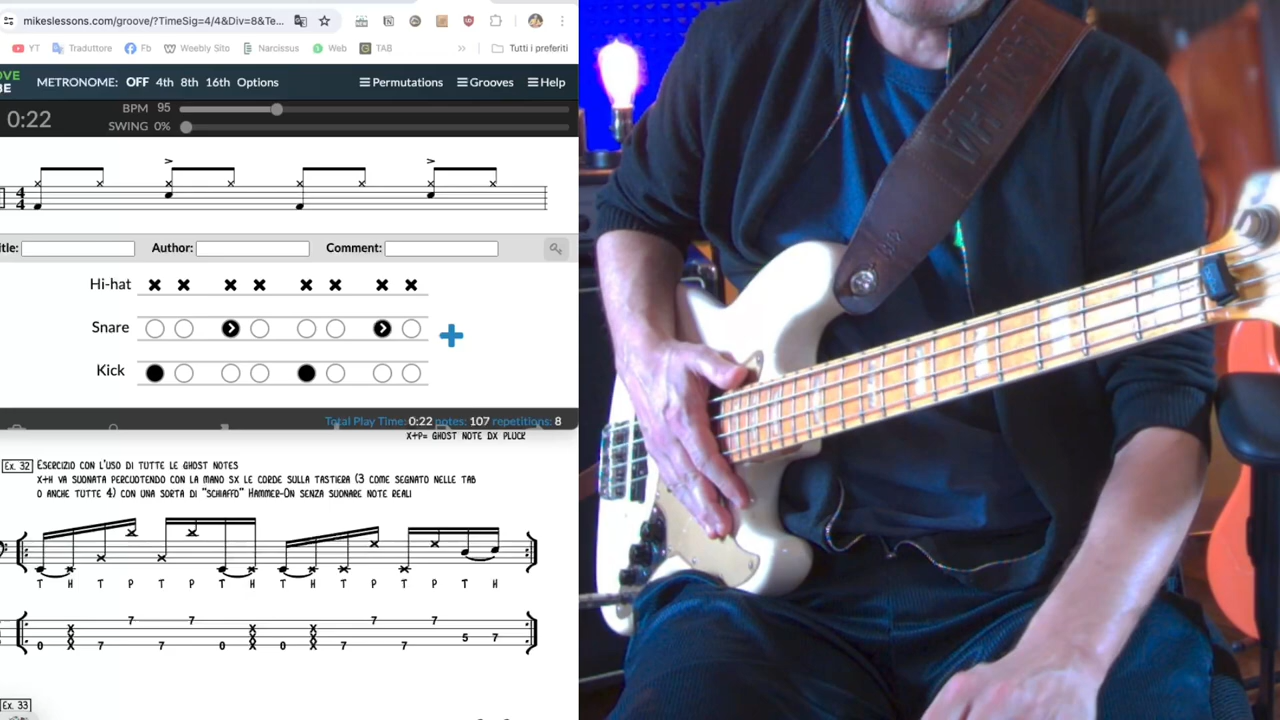 mikeslessons.com/groove/?TimeSig=4/4&Div=8&Te...
YT Traduttore Fb Weebly Sito Narcissus Web TAB » Tutti i preferiti
OVE
BE
METRONOME: OFF 4th 8th 16th Options Permutations Grooves Help
0:22
BPM 95
SWING 0%
4
4
itle: Author: Comment:
Hi-hat
Snare
Kick
Total Play Time: 0:22 notes: 107 repetitions: 8
X+P= GHOST NOTE DX PLUCK
Ex. 32 ESERCIZIO CON L'USO DI TUTTE LE GHOST NOTES
X+H VA SUONATA PERCUOTENDO CON LA MANO SX LE CORDE SULLA TASTIERA (3 COME SEGNATO NELLE TAB
O ANCHE TUTTE 4) CON UNA SORTA DI "SCHIAFFO" HAMMER-ON SENZA SUONARE NOTE REALI
T H T P T P T H T H T P T P T H
7 7 7 7
X X X
X X X 5 7
X X X
0 X 7 7 0 X 0 X 7 7
Ex. 33